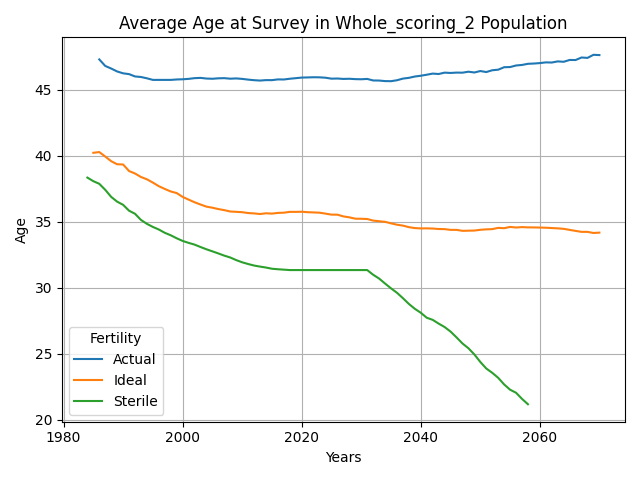 Average Age at Survey in Whole_scoring_2 Population
Age
45
40
35
30
25
20
Fertility
Actual
Ideal
Sterile
1980
2000
2020
2040
2060
Years